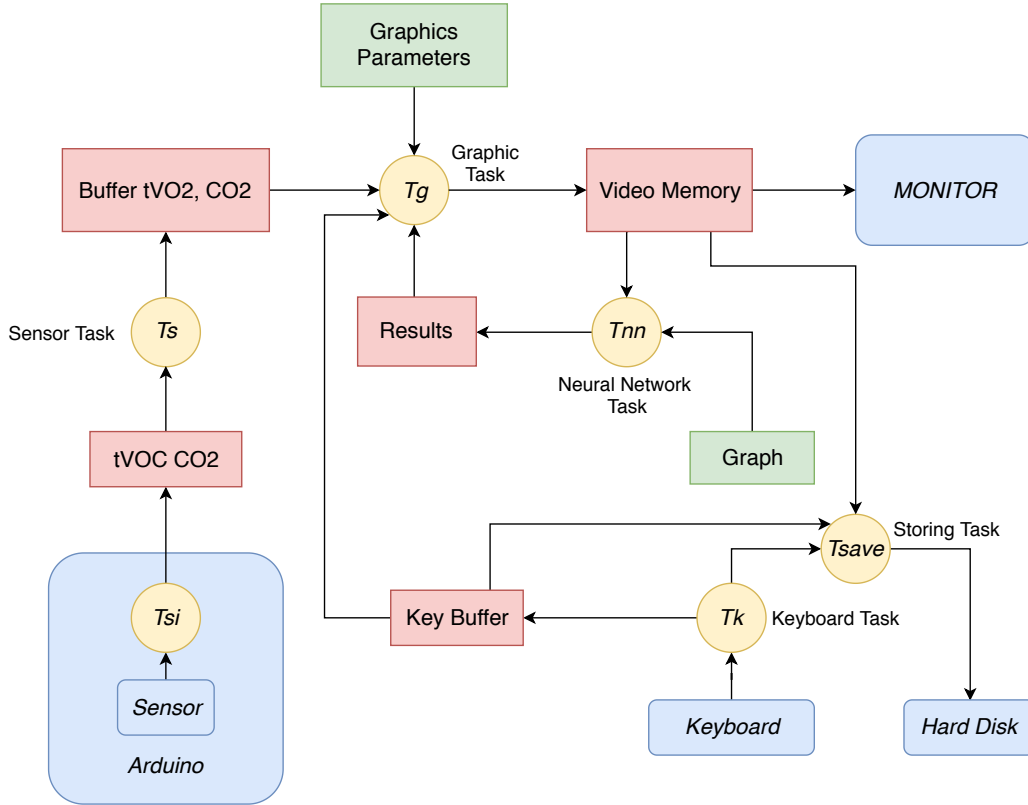 Graphics
Parameters
Buffer tVO2, CO2
Tg
Graphic
Task
Video Memory
MONITOR
Sensor Task
Ts
Results
Tnn
Neural Network
Task
tVOC CO2
Graph
Tsave
Storing Task
Tsi
Key Buffer
Tk
Keyboard Task
Sensor
Keyboard
Hard Disk
Arduino